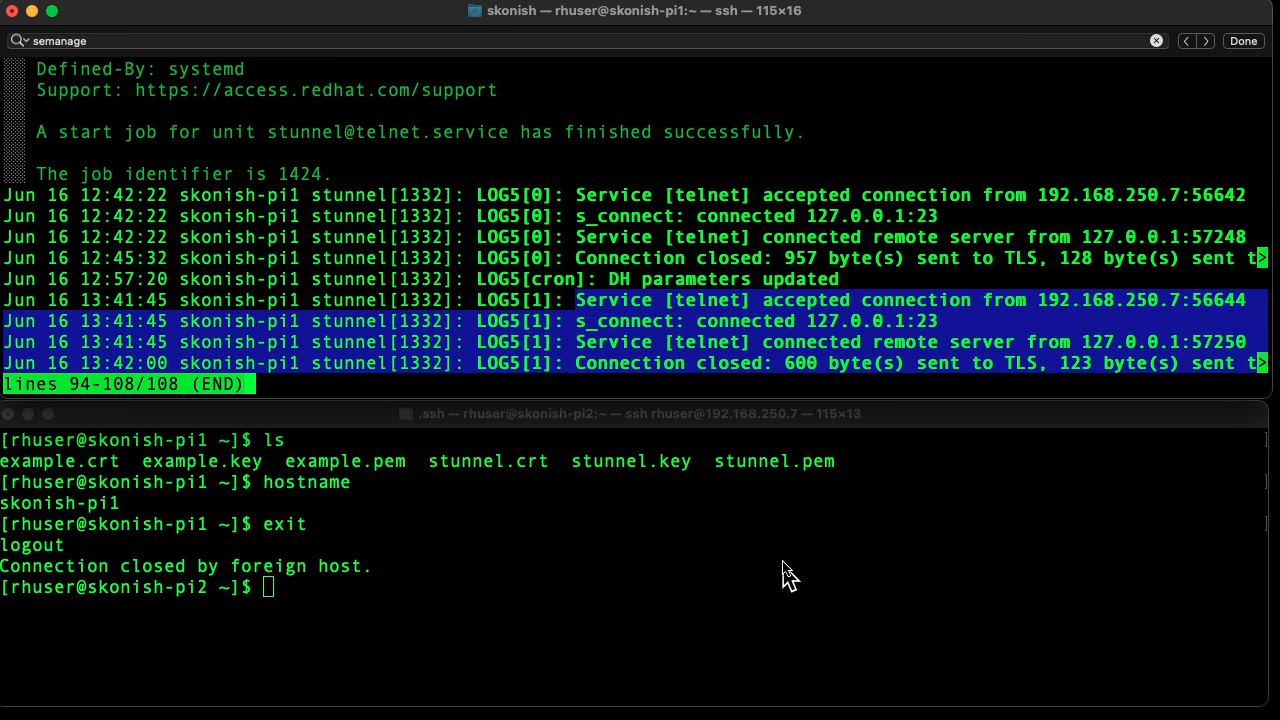 skonish — rhuser@skonish-pi1:~ — ssh — 115×16
semanage
Done
Defined-By: systemd
Support: https://access.redhat.com/support
A start job for unit stunnel@telnet.service has finished successfully.
The job identifier is 1424.
Jun 16 12:42:22 skonish-pi1 stunnel[1332]: LOG5[0]: Service [telnet] accepted connection from 192.168.250.7:56642
Jun 16 12:42:22 skonish-pi1 stunnel[1332]: LOG5[0]: s_connect: connected 127.0.0.1:23
Jun 16 12:42:22 skonish-pi1 stunnel[1332]: LOG5[0]: Service [telnet] connected remote server from 127.0.0.1:57248
Jun 16 12:45:32 skonish-pi1 stunnel[1332]: LOG5[0]: Connection closed: 957 byte(s) sent to TLS, 128 byte(s) sent t>
Jun 16 12:57:20 skonish-pi1 stunnel[1332]: LOG5[cron]: DH parameters updated
Jun 16 13:41:45 skonish-pi1 stunnel[1332]: LOG5[1]: Service [telnet] accepted connection from 192.168.250.7:56644
Jun 16 13:41:45 skonish-pi1 stunnel[1332]: LOG5[1]: s_connect: connected 127.0.0.1:23
Jun 16 13:41:45 skonish-pi1 stunnel[1332]: LOG5[1]: Service [telnet] connected remote server from 127.0.0.1:57250
Jun 16 13:42:00 skonish-pi1 stunnel[1332]: LOG5[1]: Connection closed: 600 byte(s) sent to TLS, 123 byte(s) sent t>
lines 94-108/108 (END)
.ssh — rhuser@skonish-pi2:~ — ssh rhuser@192.168.250.7 — 115×13
[rhuser@skonish-pi1 ~]$ ls ]
example.crt example.key example.pem stunnel.crt stunnel.key stunnel.pem
[rhuser@skonish-pi1 ~]$ hostname ]
skonish-pi1
[rhuser@skonish-pi1 ~]$ exit ]
logout
Connection closed by foreign host.
[rhuser@skonish-pi2 ~]$